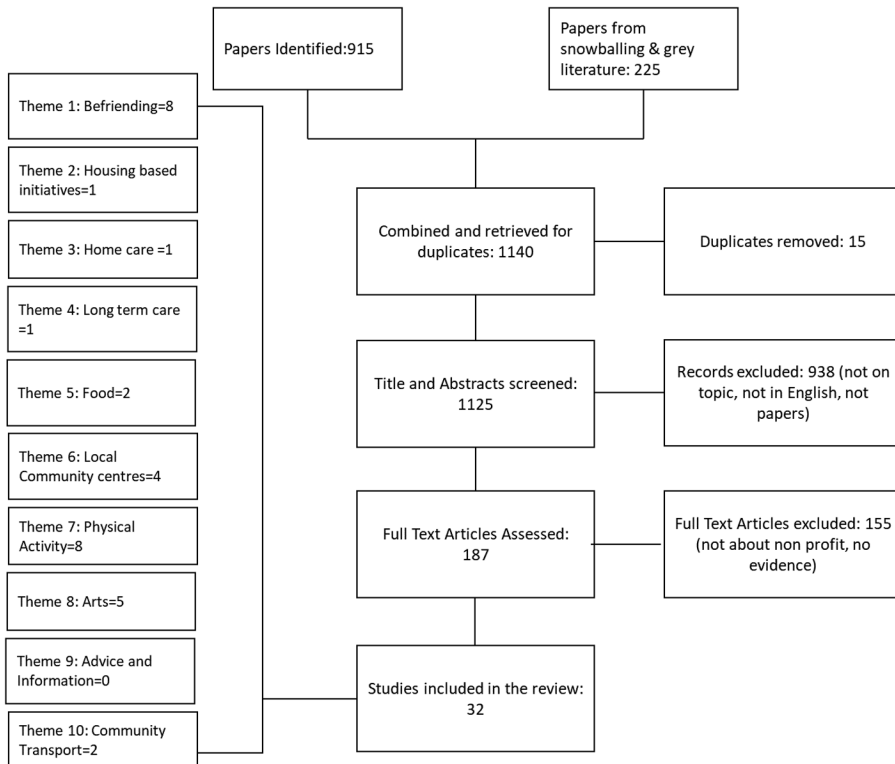 Papers Identified:915
Papers from
snowballing & grey
literature: 225
Theme 1: Befriending=8
Theme 2: Housing based
initiatives=1
Theme 3: Home care =1
Theme 4: Long term care
=1
Theme 5: Food=2
Theme 6: Local
Community centres=4
Theme 7: Physical
Activity=8
Theme 8: Arts=5
Theme 9: Advice and
Information=0
Theme 10: Community
Transport=2
Combined and retrieved for
duplicates: 1140
Duplicates removed: 15
Title and Abstracts screened:
1125
Records excluded: 938 (not on
topic, not in English, not
papers)
Full Text Articles Assessed:
187
Full Text Articles excluded: 155
(not about non profit, no
evidence)
Studies included in the review:
32